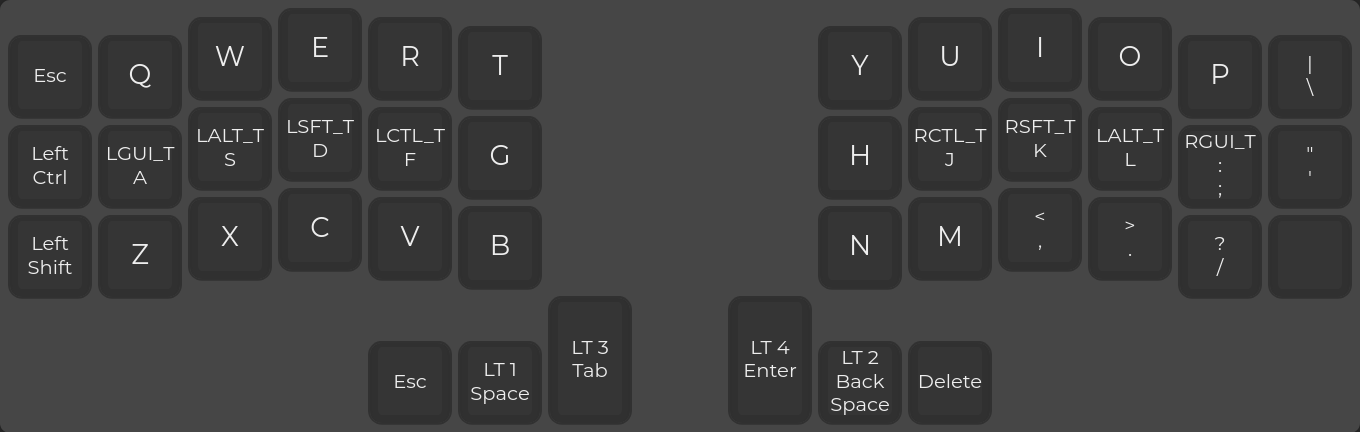 Esc
Q
W
E
R
T
Y
U
I
O
P
|
\
Left
Ctrl
LGUI_T
A
LALT_T
S
LSFT_T
D
LCTL_T
F
G
H
RCTL_T
J
RSFT_T
K
LALT_T
L
RGUI_T
:
;
"
'
Left
Shift
Z
X
C
V
B
N
M
<
,
>
.
?
/
Esc
LT 1
Space
LT 3
Tab
LT 4
Enter
LT 2
Back
Space
Delete